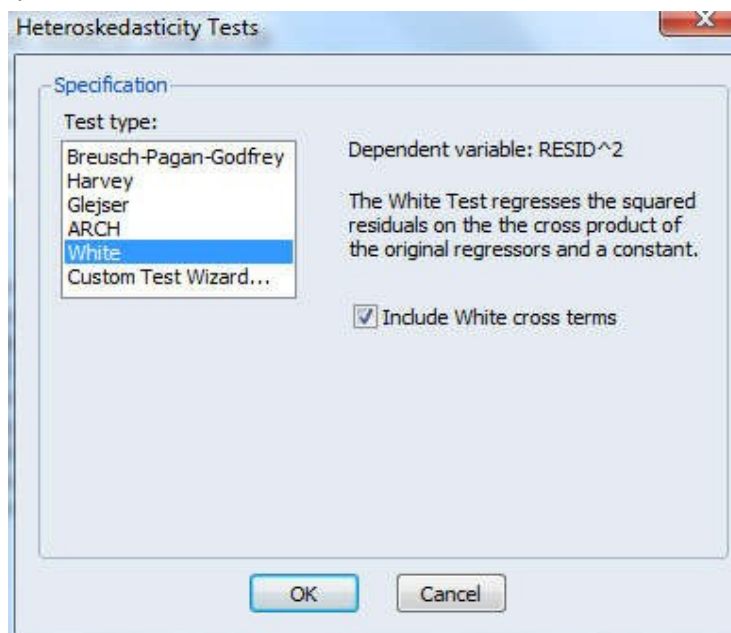 Heteroskedasticity Tests
X
Specification
Test type:
Breusch-Pagan-Godfrey
Harvey
Glejser
ARCH
White
Custom Test Wizard...
Dependent variable: RESID^2
The White Test regresses the squared
residuals on the the cross product of
the original regressors and a constant.
Include White cross terms
OK
Cancel